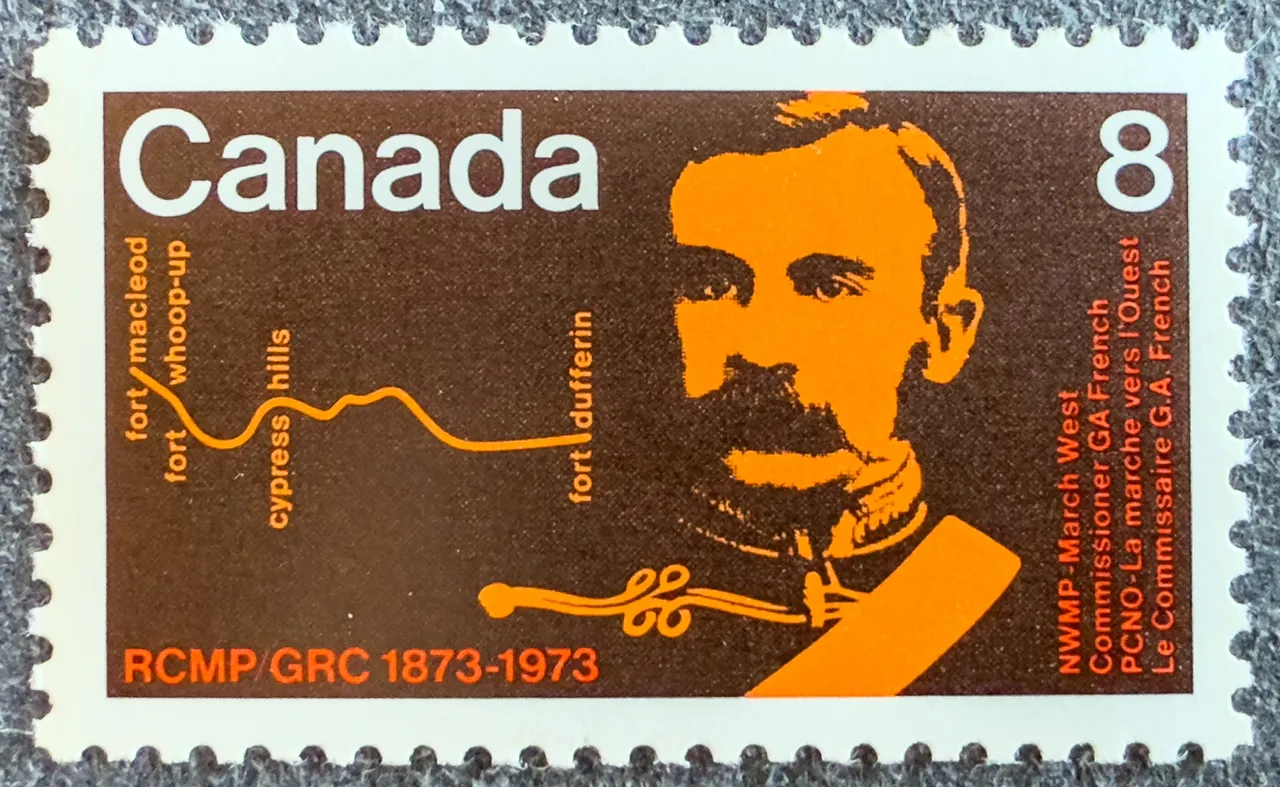 Canada
8
fort macleod
fort whoop-up
cypress hills
fort dufferin
RCMP/GRC 1873-1973
NWMP-March West
Commissioner GA French
PCNO-La marche vers l'Ouest
Le Commissaire G.A. French